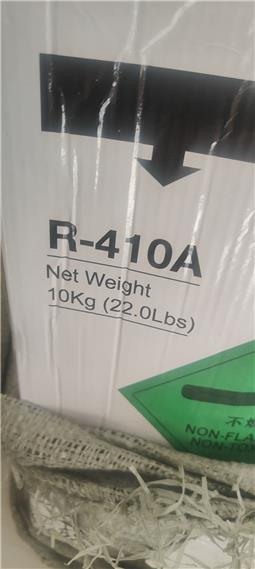 R-410A
Net Weight
10Kg (22.0Lbs)
不
NON-FLA
NON-TO